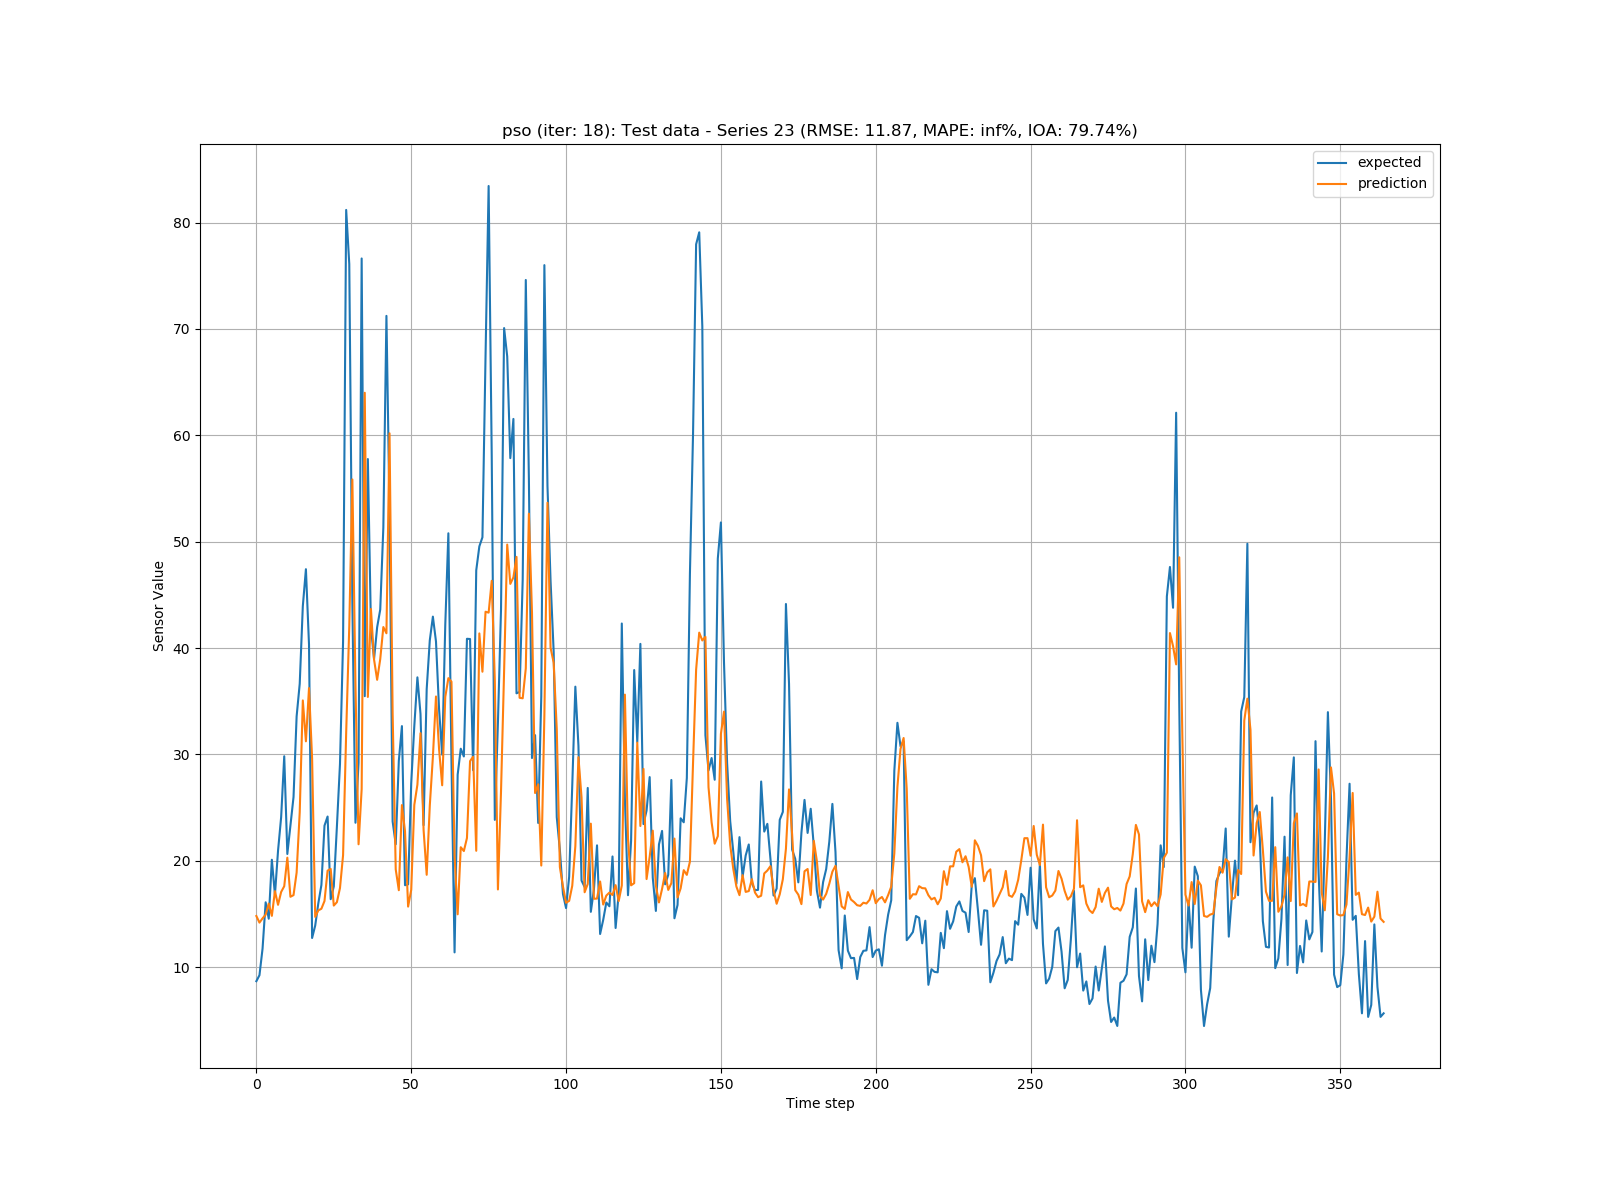 pso (iter: 18): Test data - Series 23 (RMSE: 11.87, MAPE: inf%, IOA: 79.74%)
expected
prediction
80
70
60
50
40
30
20
10
Sensor Value
0 50 100 150 200 250 300 350
Time step